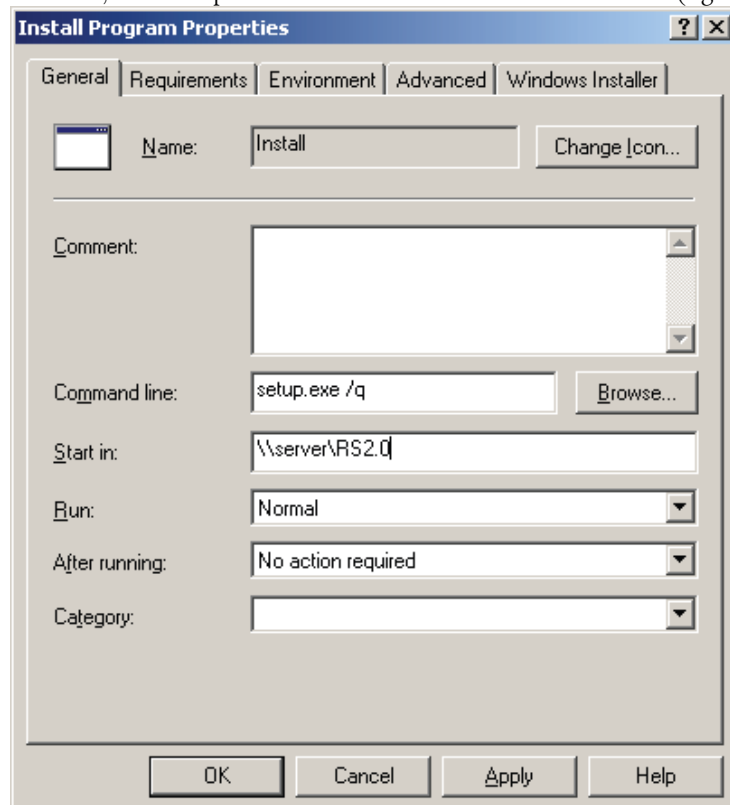 Install Program Properties
General Requirements Environment Advanced Windows Installer
Name: Install Change Icon...
Comment:
Command line: setup.exe /q Browse...
Start in: \\server\RS2.0
Run: Normal
After running: No action required
Category:
OK Cancel Apply Help